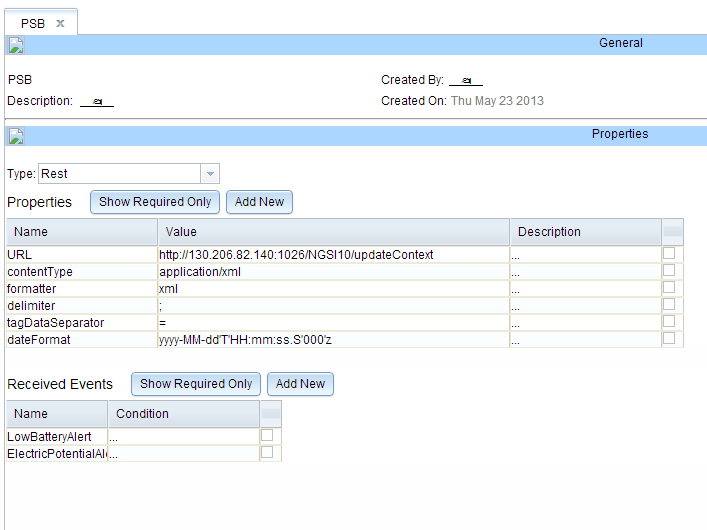 PSB x
General
PSB Created By:
Description: Created On: Thu May 23 2013
Properties
Type: Rest
Properties Show Required Only Add New
Name Value Description
URL http://130.206.82.140:1026/NGSI10/updateContext ...
contentType application/xml ...
formatter xml ...
delimiter ; ...
tagDataSeparator = ...
dateFormat yyyy-MM-dd'T'HH:mm:ss.S'000'z ...
Received Events Show Required Only Add New
Name Condition
LowBatteryAlert ...
ElectricPotentialAle ...